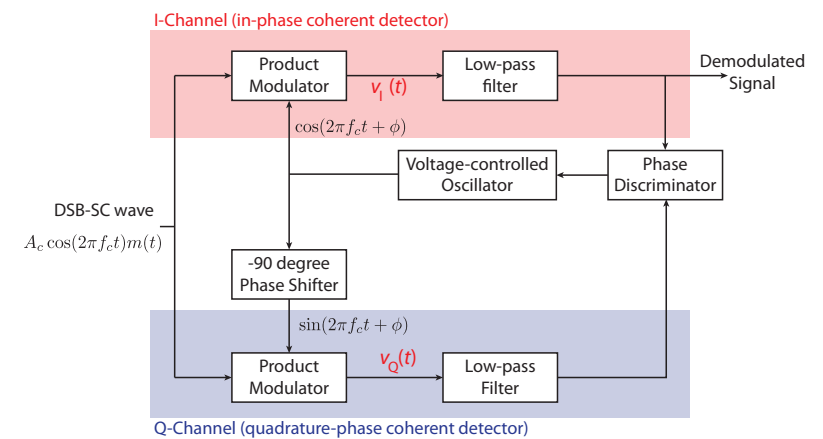 I-Channel (in-phase coherent detector)
Product
Modulator
v_I (t)
Low-pass
filter
Demodulated
Signal
cos(2πf_ct + ϕ)
Voltage-controlled
Oscillator
Phase
Discriminator
DSB-SC wave
A_c cos(2πf_ct)m(t)
-90 degree
Phase Shifter
sin(2πf_ct + ϕ)
Product
Modulator
v_Q(t)
Low-pass
Filter
Q-Channel (quadrature-phase coherent detector)